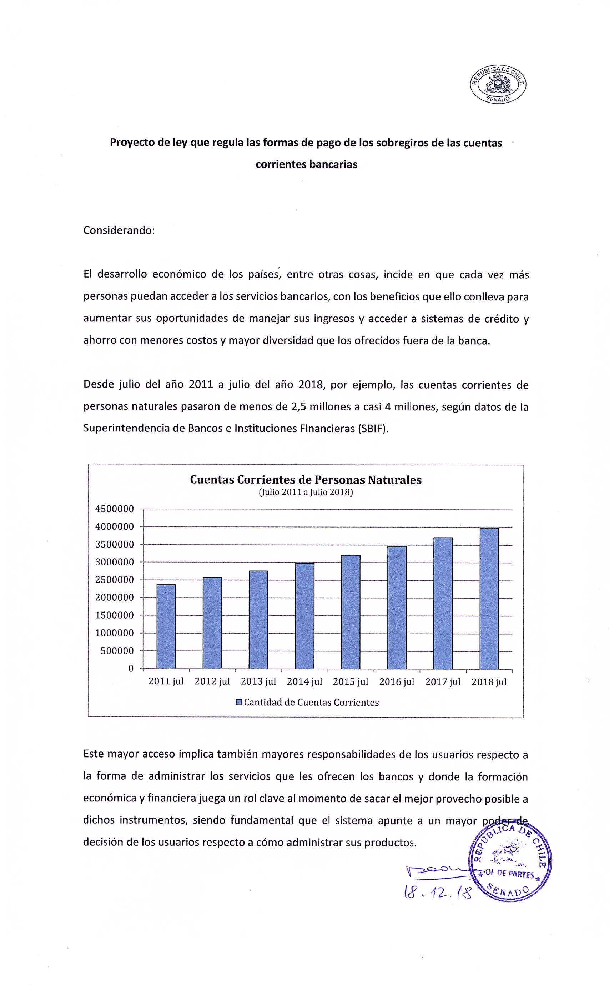 REPUBLICA DE CHILE
SENADO
Proyecto de ley que regula las formas de pago de los sobregiros de las cuentas
corrientes bancarias
Considerando:
El desarrollo económico de los países, entre otras cosas, incide en que cada vez más
personas puedan acceder a los servicios bancarios, con los beneficios que ello conlleva para
aumentar sus oportunidades de manejar sus ingresos y acceder a sistemas de crédito y
ahorro con menores costos y mayor diversidad que los ofrecidos fuera de la banca.
Desde julio del año 2011 a julio del año 2018, por ejemplo, las cuentas corrientes de
personas naturales pasaron de menos de 2,5 millones a casi 4 millones, según datos de la
Superintendencia de Bancos e Instituciones Financieras (SBIF).
Cuentas Corrientes de Personas Naturales
(Julio 2011 a Julio 2018)
4500000
4000000
3500000
3000000
2500000
2000000
1500000
1000000
500000
0
2011 jul 2012 jul 2013 jul 2014 jul 2015 jul 2016 jul 2017 jul 2018 jul
Cantidad de Cuentas Corrientes
Este mayor acceso implica también mayores responsabilidades de los usuarios respecto a
la forma de administrar los servicios que les ofrecen los bancos y donde la formación
económica y financiera juega un rol clave al momento de sacar el mejor provecho posible a
dichos instrumentos, siendo fundamental que el sistema apunte a un mayor poder de
decisión de los usuarios respecto a cómo administrar sus productos.
REPÚBLICA DE CHILE
OF DE PARTES
SENADO
18.12.18